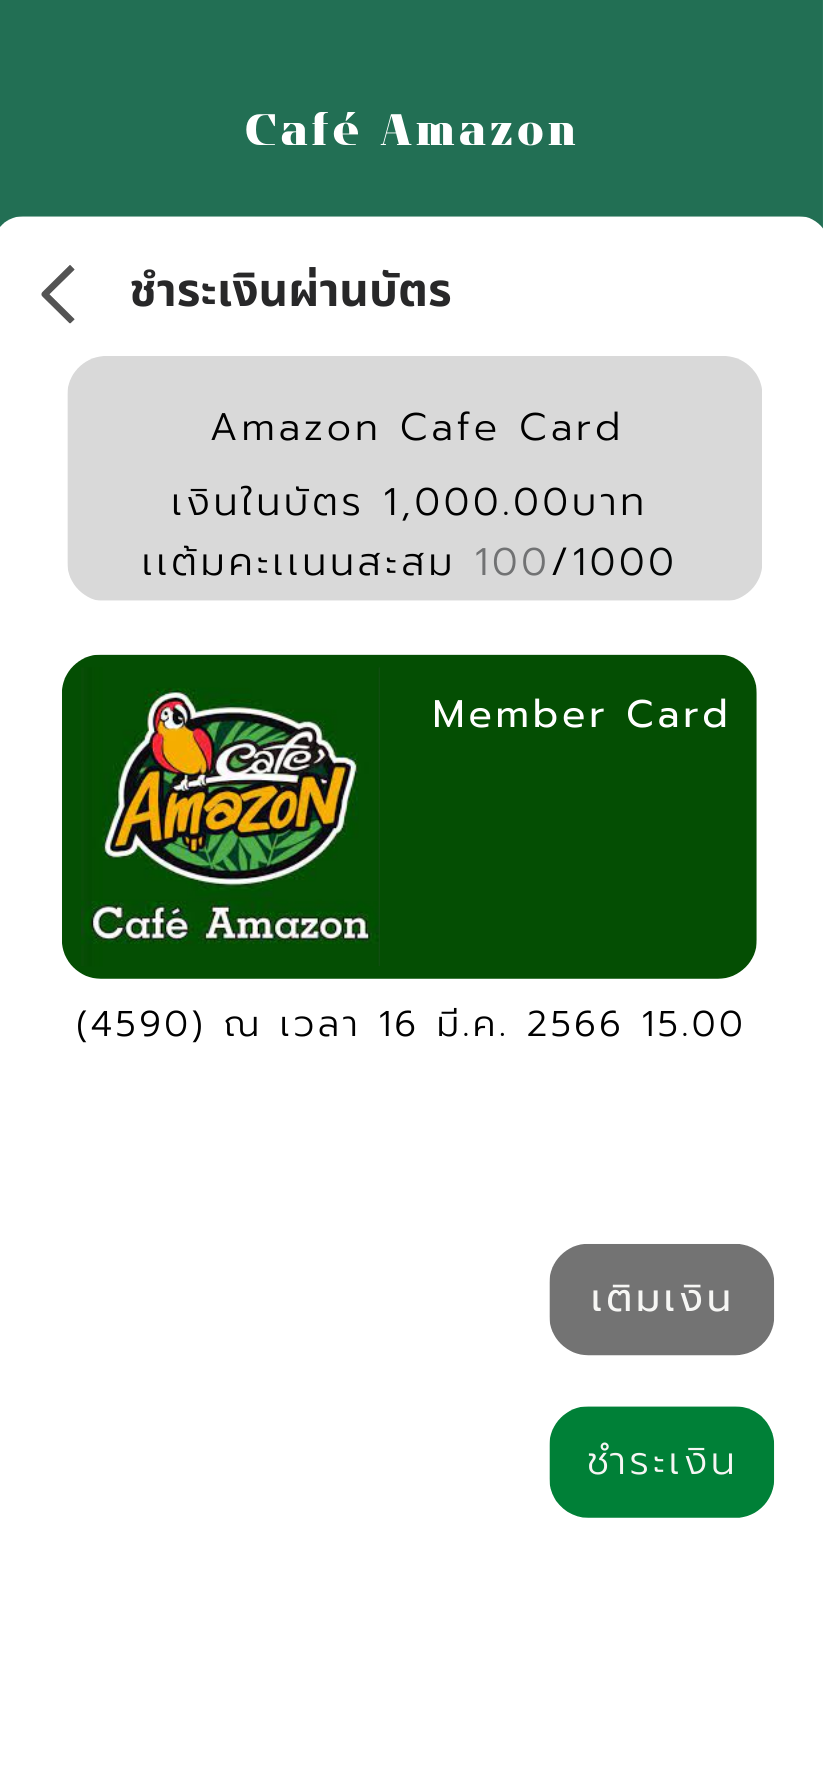 Café Amazon
ชำระเงินผ่านบัตร
Amazon Cafe Card
เงินในบัตร 1,000.00บาท
แต้มคะแนนสะสม 100/1000
Member Card
Café
Amazon
Café Amazon
(4590) ณ เวลา 16 มี.ค. 2566 15.00
เติมเงิน
ชำระเงิน